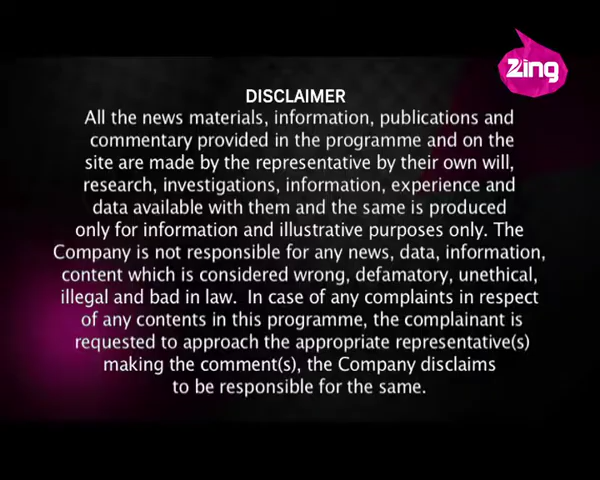 Zing
DISCLAIMER
All the news materials, information, publications and
commentary provided in the programme and on the
site are made by the representative by their own will,
research, investigations, information, experience and
data available with them and the same is produced
only for information and illustrative purposes only. The
Company is not responsible for any news, data, information,
content which is considered wrong, defamatory, unethical,
illegal and bad in law. In case of any complaints in respect
of any contents in this programme, the complainant is
requested to approach the appropriate representative(s)
making the comment(s), the Company disclaims
to be responsible for the same.